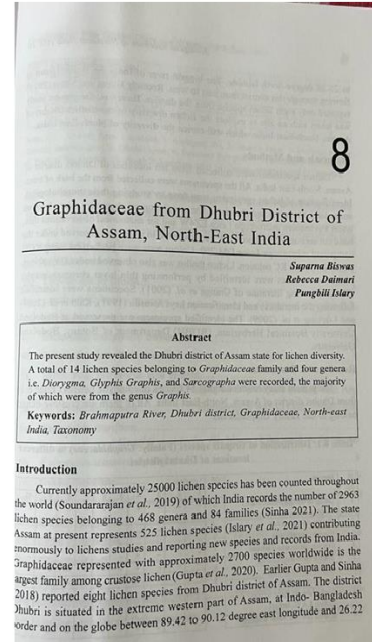 8
Graphidaceae from Dhubri District of
Assam, North-East India
Suparna Biswas
Rebecca Daimari
Pungbili Islary
Abstract
The present study revealed the Dhubri district of Assam state for lichen diversity.
A total of 14 lichen species belonging to Graphidaceae family and four genera
i.e. Diorygma, Glyphis Graphis, and Sarcographa were recorded, the majority
of which were from the genus Graphis.
Keywords: Brahmaputra River, Dhubri district, Graphidaceae, North-east
India, Taxonomy
Introduction
Currently approximately 25000 lichen species has been counted throughout
the world (Soundararajan et al., 2019) of which India records the number of 2963
lichen species belonging to 468 genera and 84 families (Sinha 2021). The state
Assam at present represents 525 lichen species (Islary et al., 2021) contributing
enormously to lichens studies and reporting new species and records from India.
Graphidaceae represented with approximately 2700 species worldwide is the
argest family among crustose lichen (Gupta et al., 2020). Earlier Gupta and Sinha
2018) reported eight lichen species from Dhubri district of Assam. The district
Dhubri is situated in the extreme western part of Assam, at Indo- Bangladesh
order and on the globe between 89.42 to 90.12 degree east longitude and 26.22